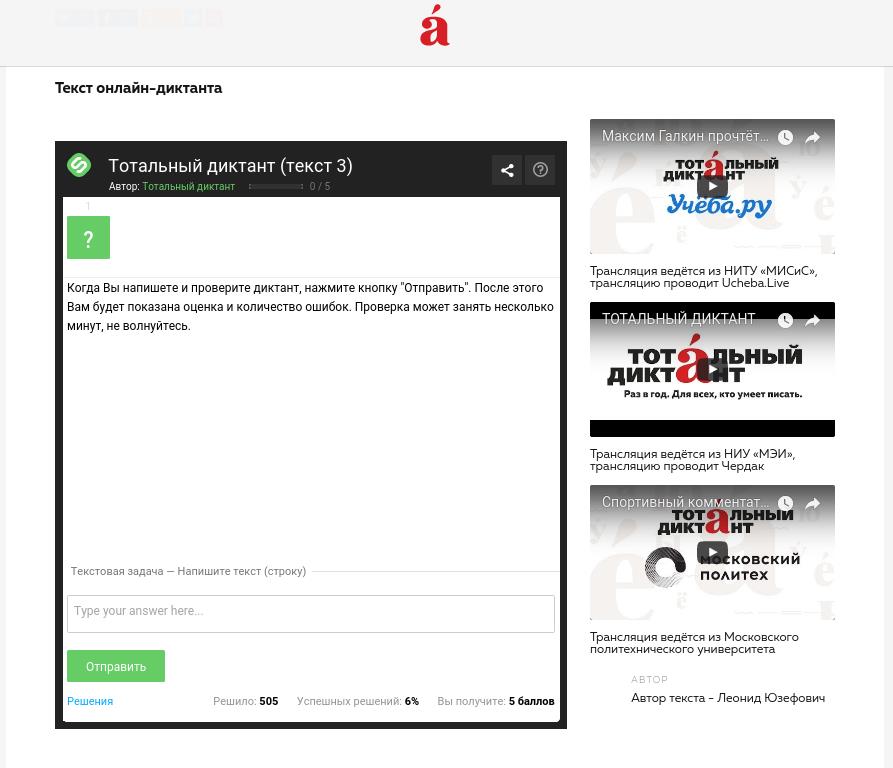 á
Текст онлайн-диктанта
Тотальный диктант (текст 3)
Автор: Тотальный диктант 0 / 5
1
?
Когда Вы напишете и проверите диктант, нажмите кнопку "Отправить". После этого
Вам будет показана оценка и количество ошибок. Проверка может занять несколько
минут, не волнуйтесь.
Текстовая задача — Напишите текст (строку)
Type your answer here...
Отправить
Решения Решило: 505 Успешных решений: 6% Вы получите: 5 баллов
Максим Галкин прочтёт...
тотальный
диктант
Учёба.ру
Трансляция ведётся из НИТУ «МИСиС»,
трансляцию проводит Ucheba.Live
ТОТАЛЬНЫЙ ДИКТАНТ
тотальный
диктант
Раз в год. Для всех, кто умеет писать.
Трансляция ведётся из НИУ «МЭИ»,
трансляцию проводит Чердак
Спортивный комментат...
тотальный
диктант
московский
политех
Трансляция ведётся из Московского
политехнического университета
АВТОР
Автор текста - Леонид Юзефович